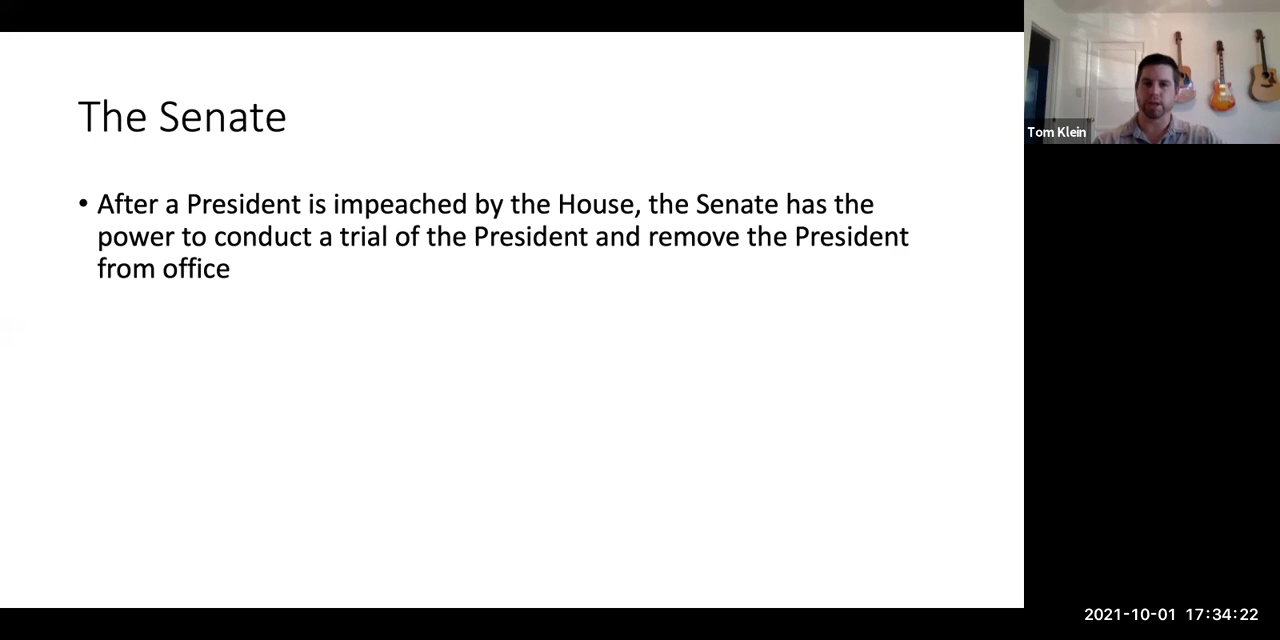 The Senate
• After a President is impeached by the House, the Senate has the
power to conduct a trial of the President and remove the President
from office
Tom Klein
2021-10-01 17:34:22